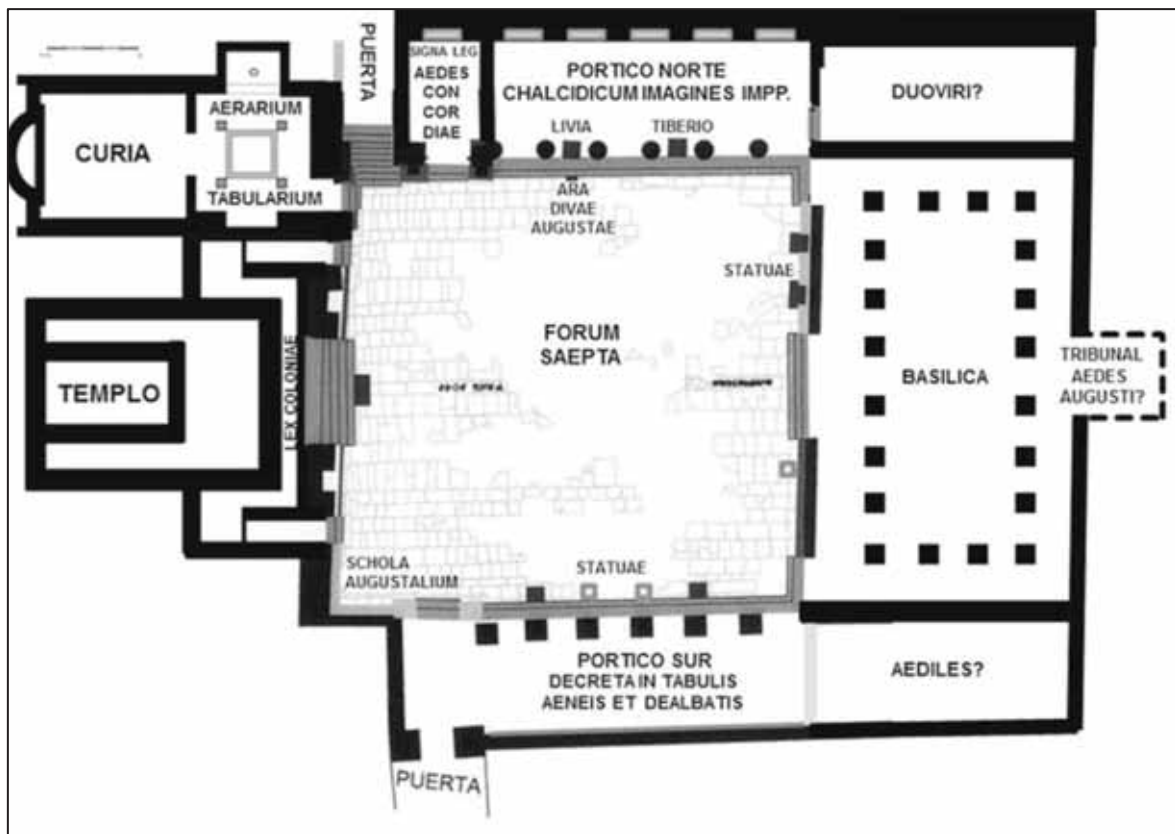 PUERTA
SIGNA LEG
AEDES
CON
COR
DIAE
PORTICO NORTE
CHALCIDICUM IMAGINES IMPP.
LIVIA
TIBERIO
DUOVIRI?
AERARIUM
CURIA
TABULARIUM
ARA
DIVAE
AUGUSTAE
STATUAE
FORUM
SAEPTA
TEMPLO
LEX COLONIAE
BASILICA
TRIBUNAL
AEDES
AUGUSTI?
SCHOLA
AUGUSTALIUM
STATUAE
PORTICO SUR
DECRETA IN TABULIS
AENEIS ET DEALBATIS
AEDILES?
PUERTA